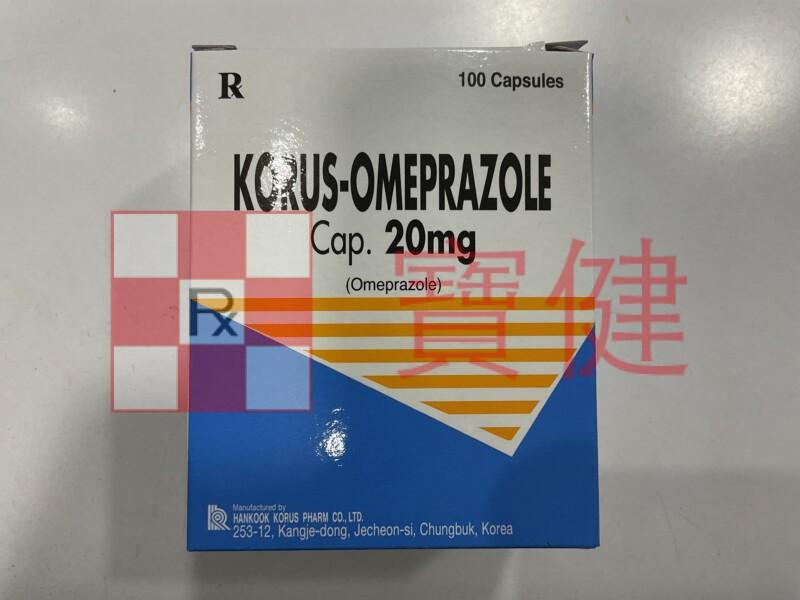 Rx
100 Capsules
KORUS-OMEPRAZOLE
Cap. 20mg
(Omeprazole)
Rx
寶健
Manufactured by
HANKOOK KORUS PHARM CO., LTD.
253-12, Kangje-dong, Jecheon-si, Chungbuk, Korea